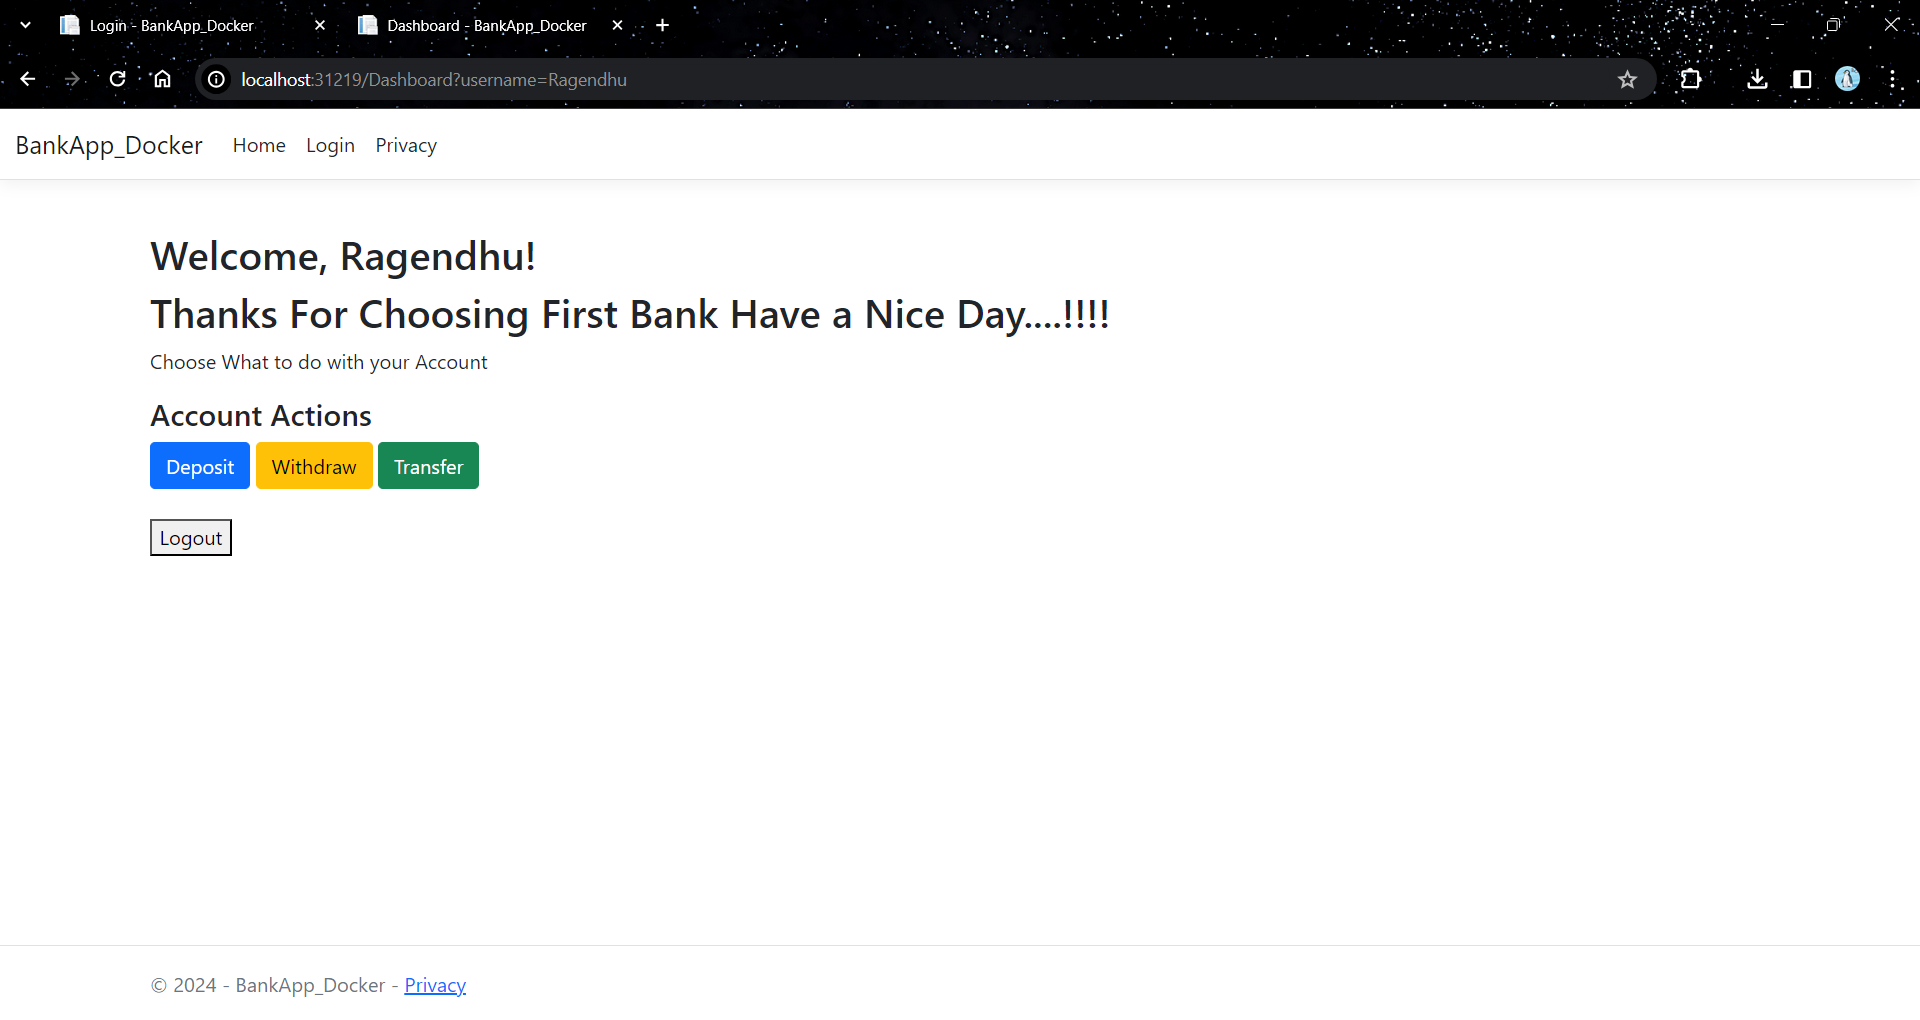 Login - BankApp_Docker
Dashboard - BankApp_Docker
localhost:31219/Dashboard?username=Ragendhu
BankApp_Docker Home Login Privacy
Welcome, Ragendhu!
Thanks For Choosing First Bank Have a Nice Day....!!!!
Choose What to do with your Account
Account Actions
Deposit Withdraw Transfer
Logout
© 2024 - BankApp_Docker - Privacy